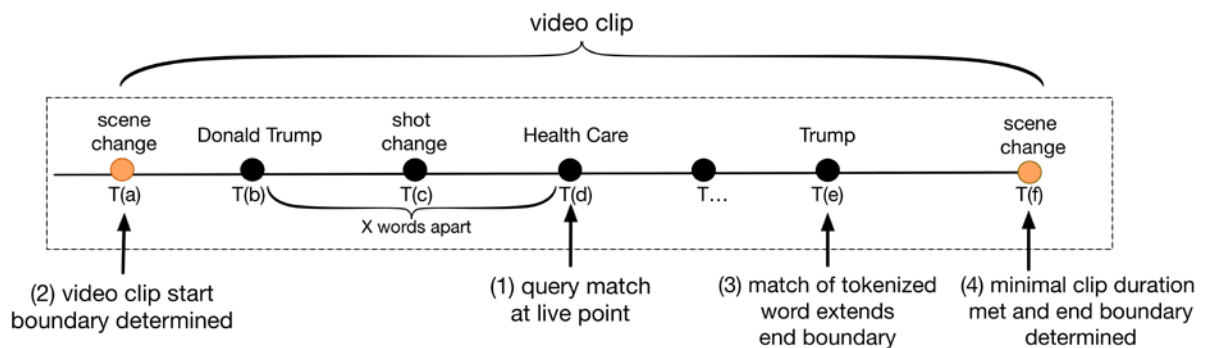 video clip
scene
change
Donald Trump
shot
change
Health Care
Trump
scene
change
T(a)
T(b)
T(c)
T(d)
T...
T(e)
T(f)
X words apart
(2) video clip start
boundary determined
(1) query match
at live point
(3) match of tokenized
word extends
end boundary
(4) minimal clip duration
met and end boundary
determined